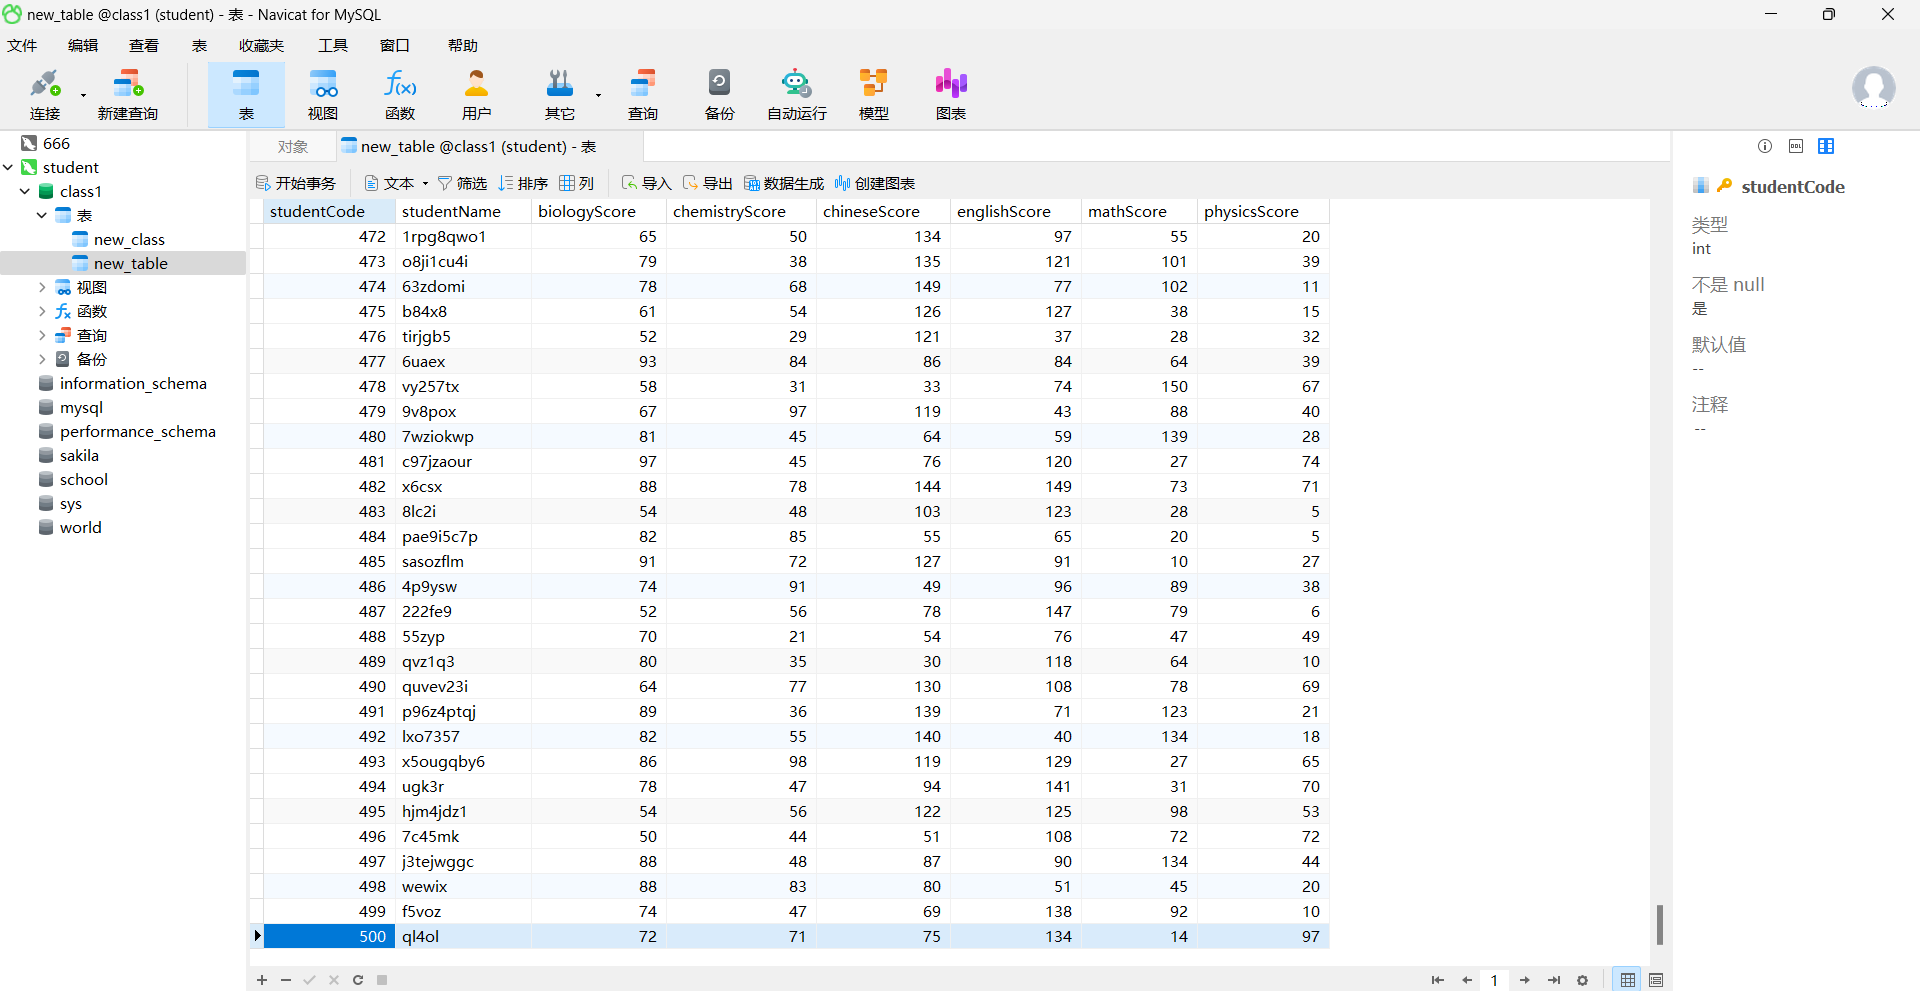 new_table @class1 (student) - 表 - Navicat for MySQL
文件 编辑 查看 表 收藏夹 工具 窗口 帮助
连接 新建查询 表 视图 函数 用户 其它 查询 备份 自动运行 模型 图表
666
student
class1
表
new_class
new_table
视图
函数
查询
备份
information_schema
mysql
performance_schema
sakila
school
sys
world
对象 new_table @class1 (student) - 表
开始事务 文本 筛选 排序 列 导入 导出 数据生成 创建图表
studentCode studentName biologyScore chemistryScore chineseScore englishScore mathScore physicsScore
472 1rpg8qwo1 65 50 134 97 55 20
473 o8ji1cu4i 79 38 135 121 101 39
474 63zdomi 78 68 149 77 102 11
475 b84x8 61 54 126 127 38 15
476 tirjgb5 52 29 121 37 28 32
477 6uaex 93 84 86 84 64 39
478 vy257tx 58 31 33 74 150 67
479 9v8pox 67 97 119 43 88 40
480 7wziokwp 81 45 64 59 139 28
481 c97jzaour 97 45 76 120 27 74
482 x6csx 88 78 144 149 73 71
483 8lc2i 54 48 103 123 28 5
484 pae9i5c7p 82 85 55 65 20 5
485 sasozflm 91 72 127 91 10 27
486 4p9ysw 74 91 49 96 89 38
487 222fe9 52 56 78 147 79 6
488 55zyp 70 21 54 76 47 49
489 qvz1q3 80 35 30 118 64 10
490 quvev23i 64 77 130 108 78 69
491 p96z4ptqj 89 36 139 71 123 21
492 lxo7357 82 55 140 40 134 18
493 x5ougqby6 86 98 119 129 27 65
494 ugk3r 78 47 94 141 31 70
495 hjm4jdz1 54 56 122 125 98 53
496 7c45mk 50 44 51 108 72 72
497 j3tejwggc 88 48 87 90 134 44
498 wewix 88 83 80 51 45 20
499 f5voz 74 47 69 138 92 10
500 ql4ol 72 71 75 134 14 97
1
DDL
studentCode
类型
int
不是 null
是
默认值
--
注释
--